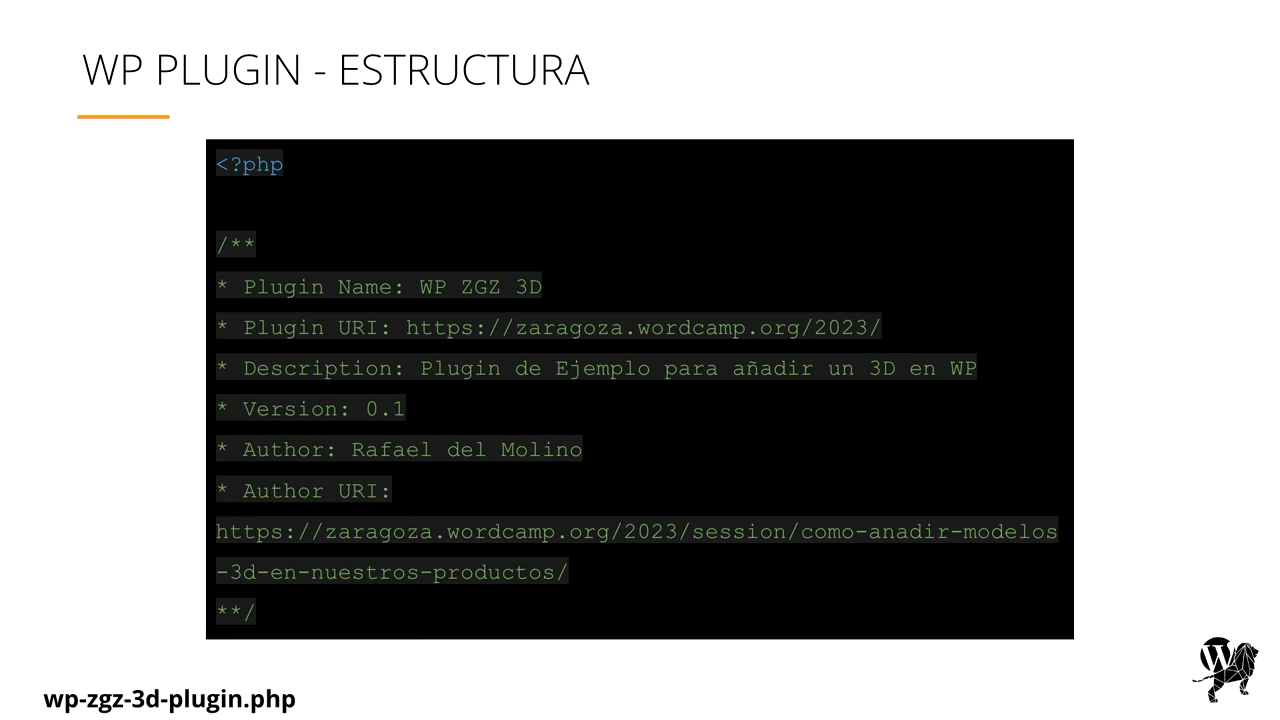 WP PLUGIN - ESTRUCTURA
<?php
/**
* Plugin Name: WP ZGZ 3D
* Plugin URI: https://zaragoza.wordcamp.org/2023/
* Description: Plugin de Ejemplo para añadir un 3D en WP
* Version: 0.1
* Author: Rafael del Molino
* Author URI:
https://zaragoza.wordcamp.org/2023/session/como-anadir-modelos
-3d-en-nuestros-productos/
**/
wp-zgz-3d-plugin.php